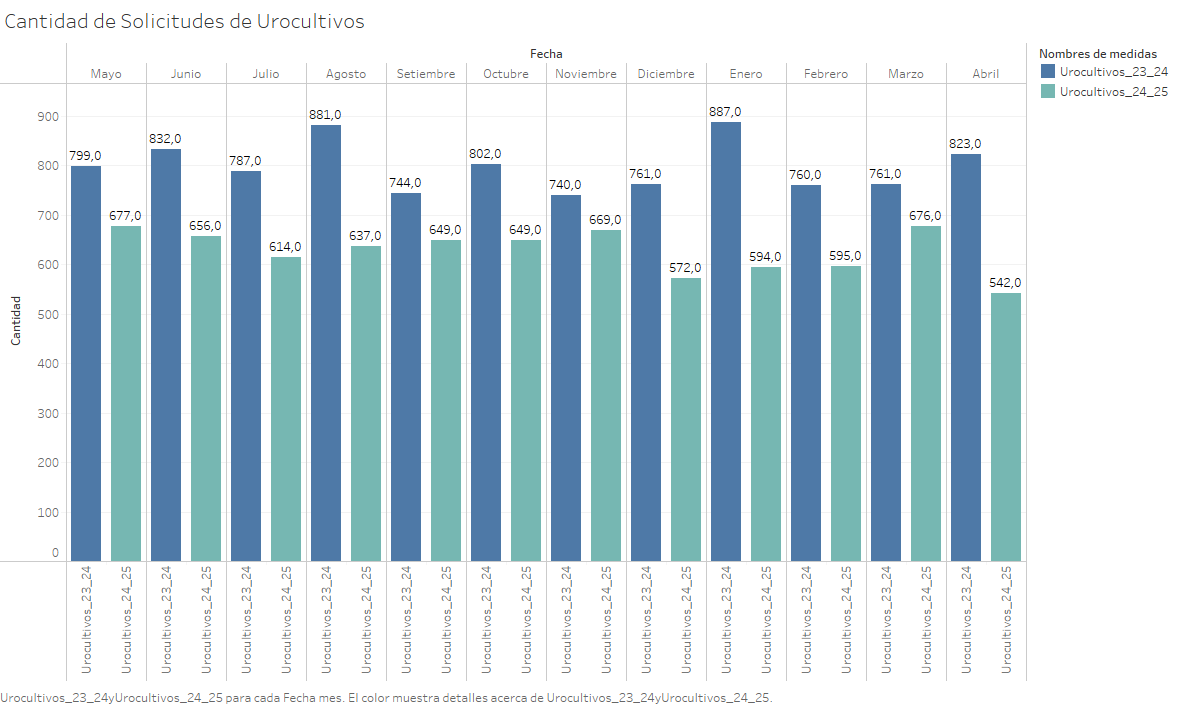 Cantidad de Solicitudes de Urocultivos
Fecha
Mayo Junio Julio Agosto Setiembre Octubre Noviembre Diciembre Enero Febrero Marzo Abril
Nombres de medidas
Urocultivos_23_24
Urocultivos_24_25
Cantidad
900
800
700
600
500
400
300
200
100
0
799,0 677,0 832,0 656,0 787,0 614,0 881,0 637,0 744,0 649,0 802,0 649,0 740,0 669,0 761,0 572,0 887,0 594,0 760,0 595,0 761,0 676,0 823,0 542,0
Urocultivos_23_24
Urocultivos_24_25
Urocultivos_23_24
Urocultivos_24_25
Urocultivos_23_24
Urocultivos_24_25
Urocultivos_23_24
Urocultivos_24_25
Urocultivos_23_24
Urocultivos_24_25
Urocultivos_23_24
Urocultivos_24_25
Urocultivos_23_24
Urocultivos_24_25
Urocultivos_23_24
Urocultivos_24_25
Urocultivos_23_24
Urocultivos_24_25
Urocultivos_23_24
Urocultivos_24_25
Urocultivos_23_24
Urocultivos_24_25
Urocultivos_23_24
Urocultivos_24_25
Urocultivos_23_24yUrocultivos_24_25 para cada Fecha mes. El color muestra detalles acerca de Urocultivos_23_24yUrocultivos_24_25.